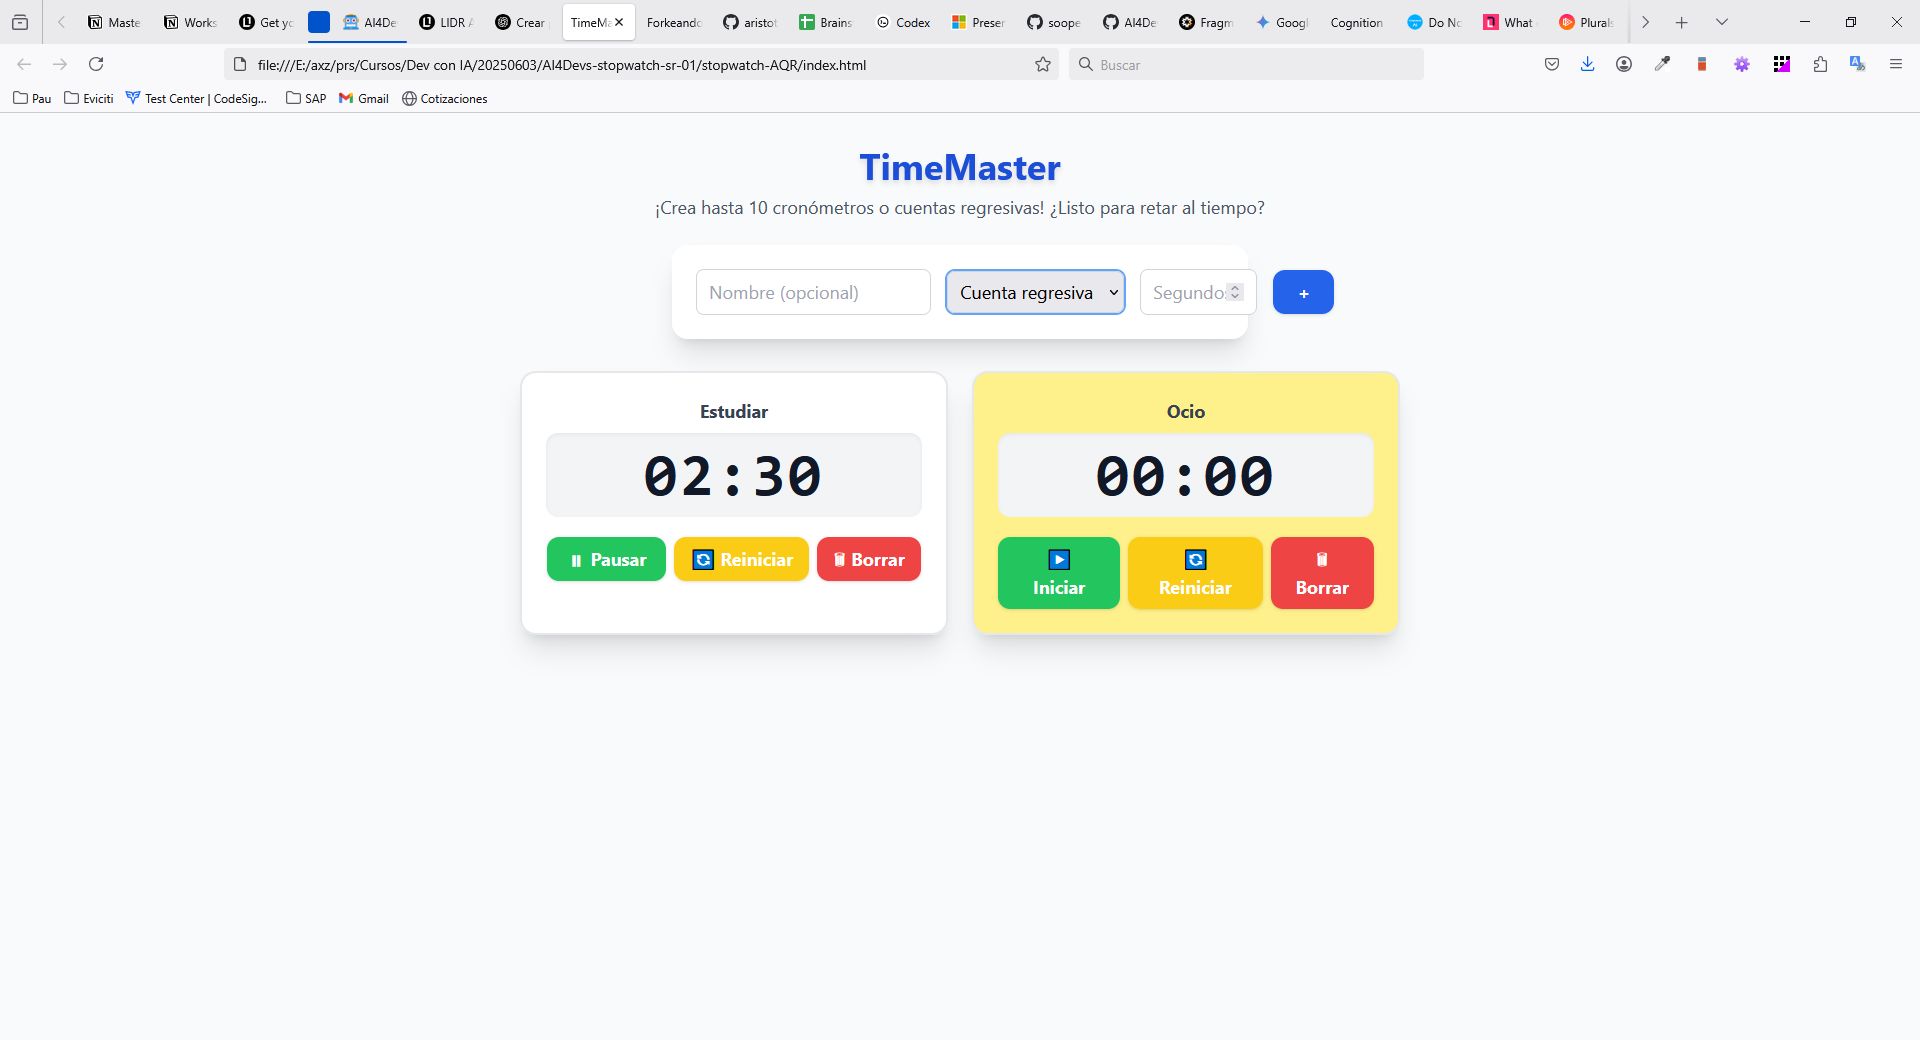 Maste
Works
Get yo
AI4De
LIDR A
Crear
TimeMa
Forkeando
aristot
Brains
Codex
Preser
soope
AI4De
Fragm
Googl
Cognition
Do No
What
Plurals
file:///E:/axz/prs/Cursos/Dev con IA/20250603/AI4Devs-stopwatch-sr-01/stopwatch-AQR/index.html
Buscar
Pau
Eviciti
Test Center | CodeSig...
SAP
Gmail
Cotizaciones
TimeMaster
¡Crea hasta 10 cronómetros o cuentas regresivas! ¿Listo para retar al tiempo?
Nombre (opcional)
Cuenta regresiva
Segundo
+
Estudiar
02:30
Pausar
Reiniciar
Borrar
Ocio
00:00
Iniciar
Reiniciar
Borrar